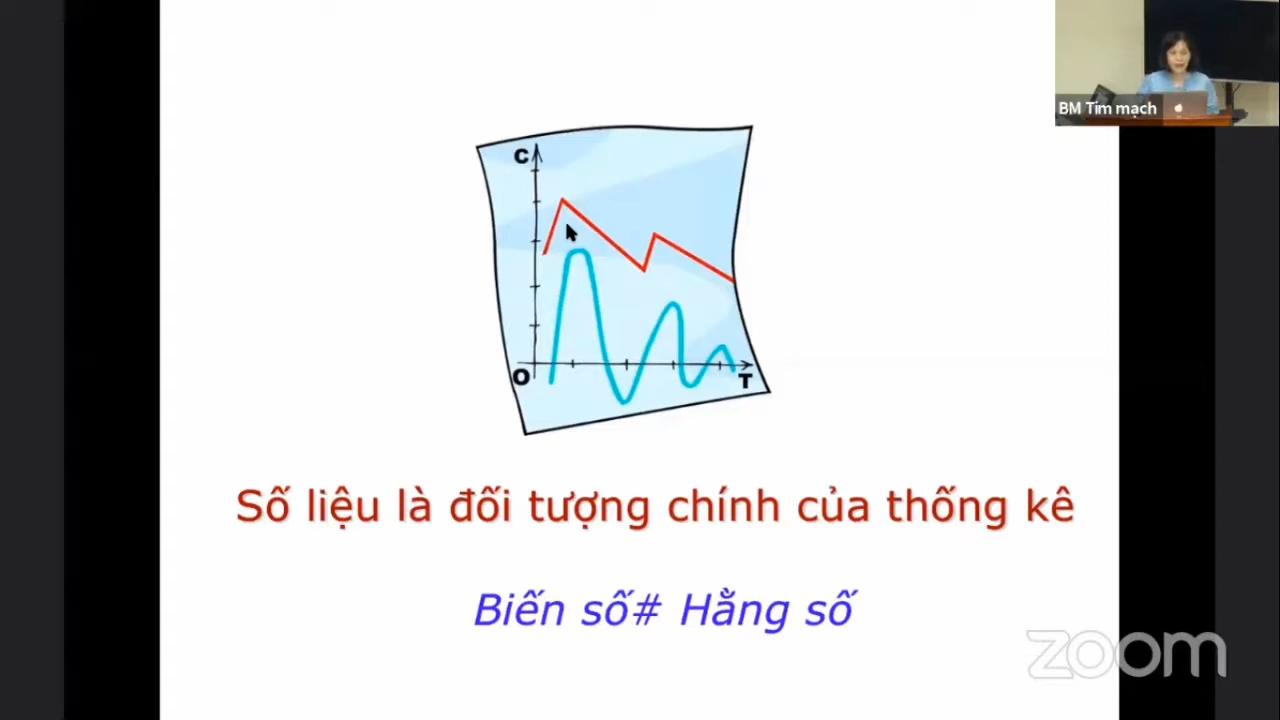 BM Tim mạch
C
O
T
Số liệu là đối tượng chính của thống kê
Biến số# Hằng số
zoom